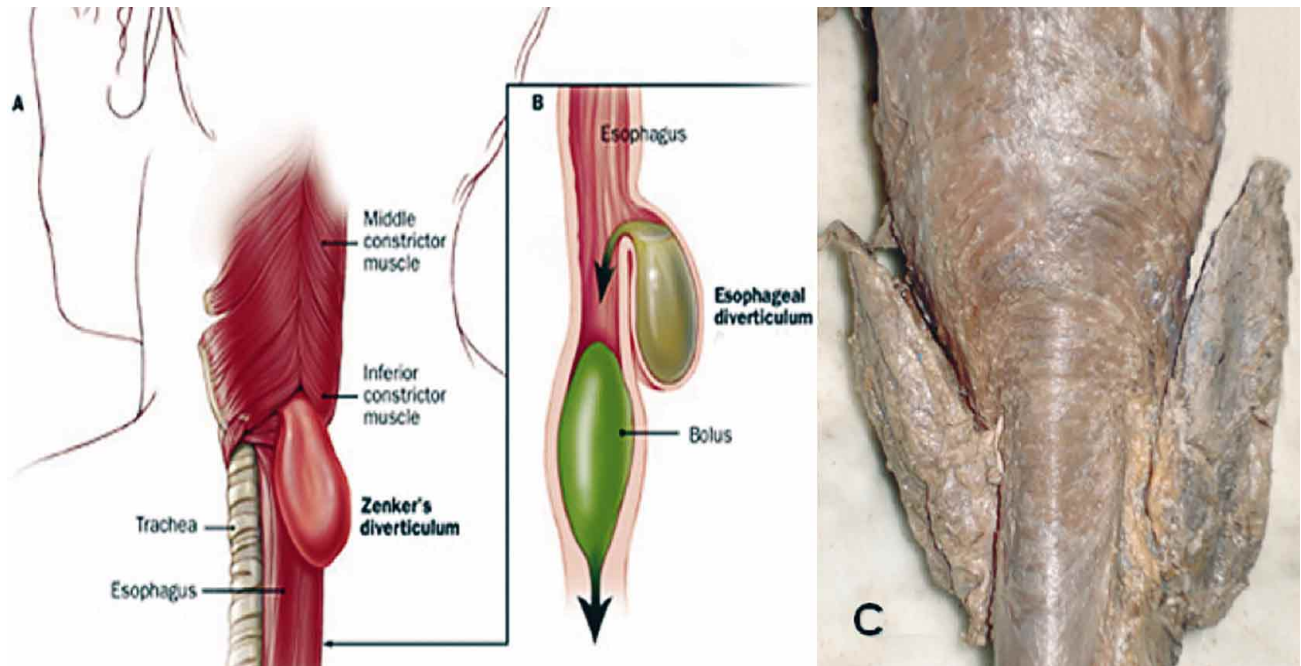 A
Middle
constrictor
muscle
Inferior
constrictor
muscle
Zenker's
diverticulum
Trachea
Esophagus
B
Esophagus
Esophageal
diverticulum
Bolus
C